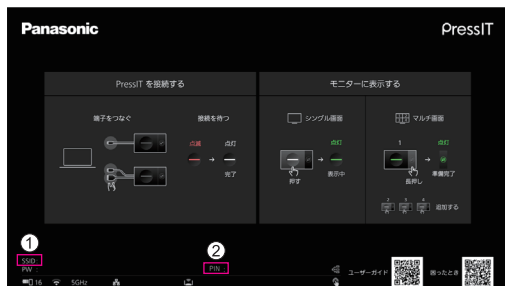 Panasonic
PressIT
PressIT を接続する
モニターに表示する
端子をつなぐ
接続を待つ
点滅
点灯
完了
シングル画面
点灯
押す
表示中
マルチ画面
1
点灯
長押し
準備完了
2 3 4
追加する
1
2
SSID :
PW :
PIN :
16
5GHz
ユーザーガイド
困ったとき